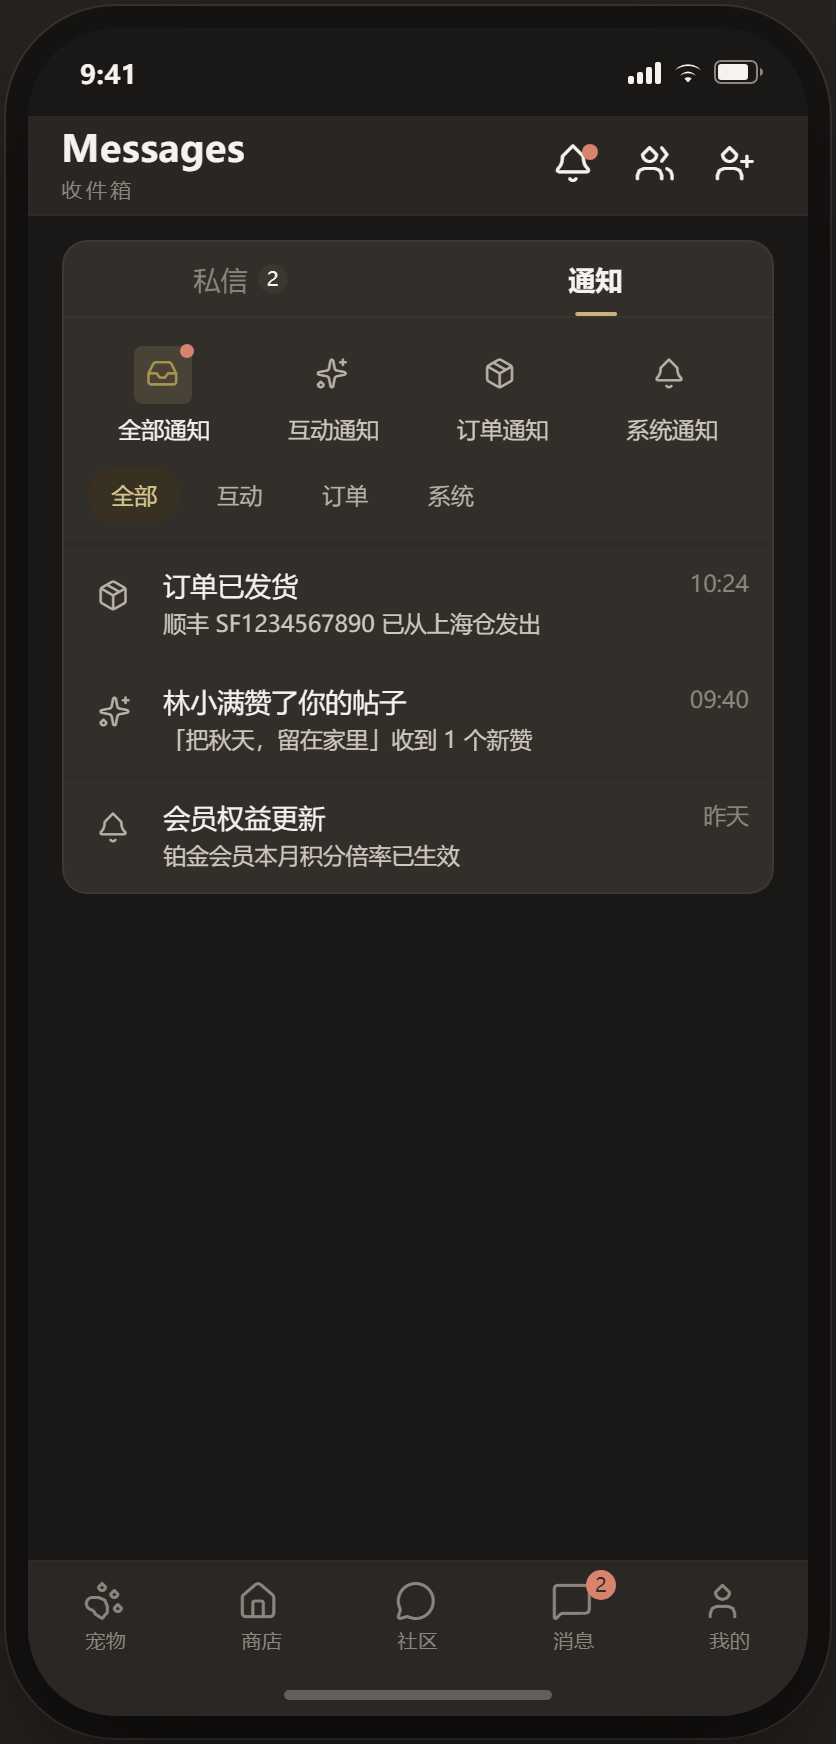 9:41
Messages
收件箱
私信 2 通知
全部通知 互动通知 订单通知 系统通知
全部 互动 订单 系统
订单已发货 10:24
顺丰 SF1234567890 已从上海仓发出
林小满赞了你的帖子 09:40
「把秋天，留在家里」收到 1 个新赞
会员权益更新 昨天
铂金会员本月积分倍率已生效
2
宠物 商店 社区 消息 我的